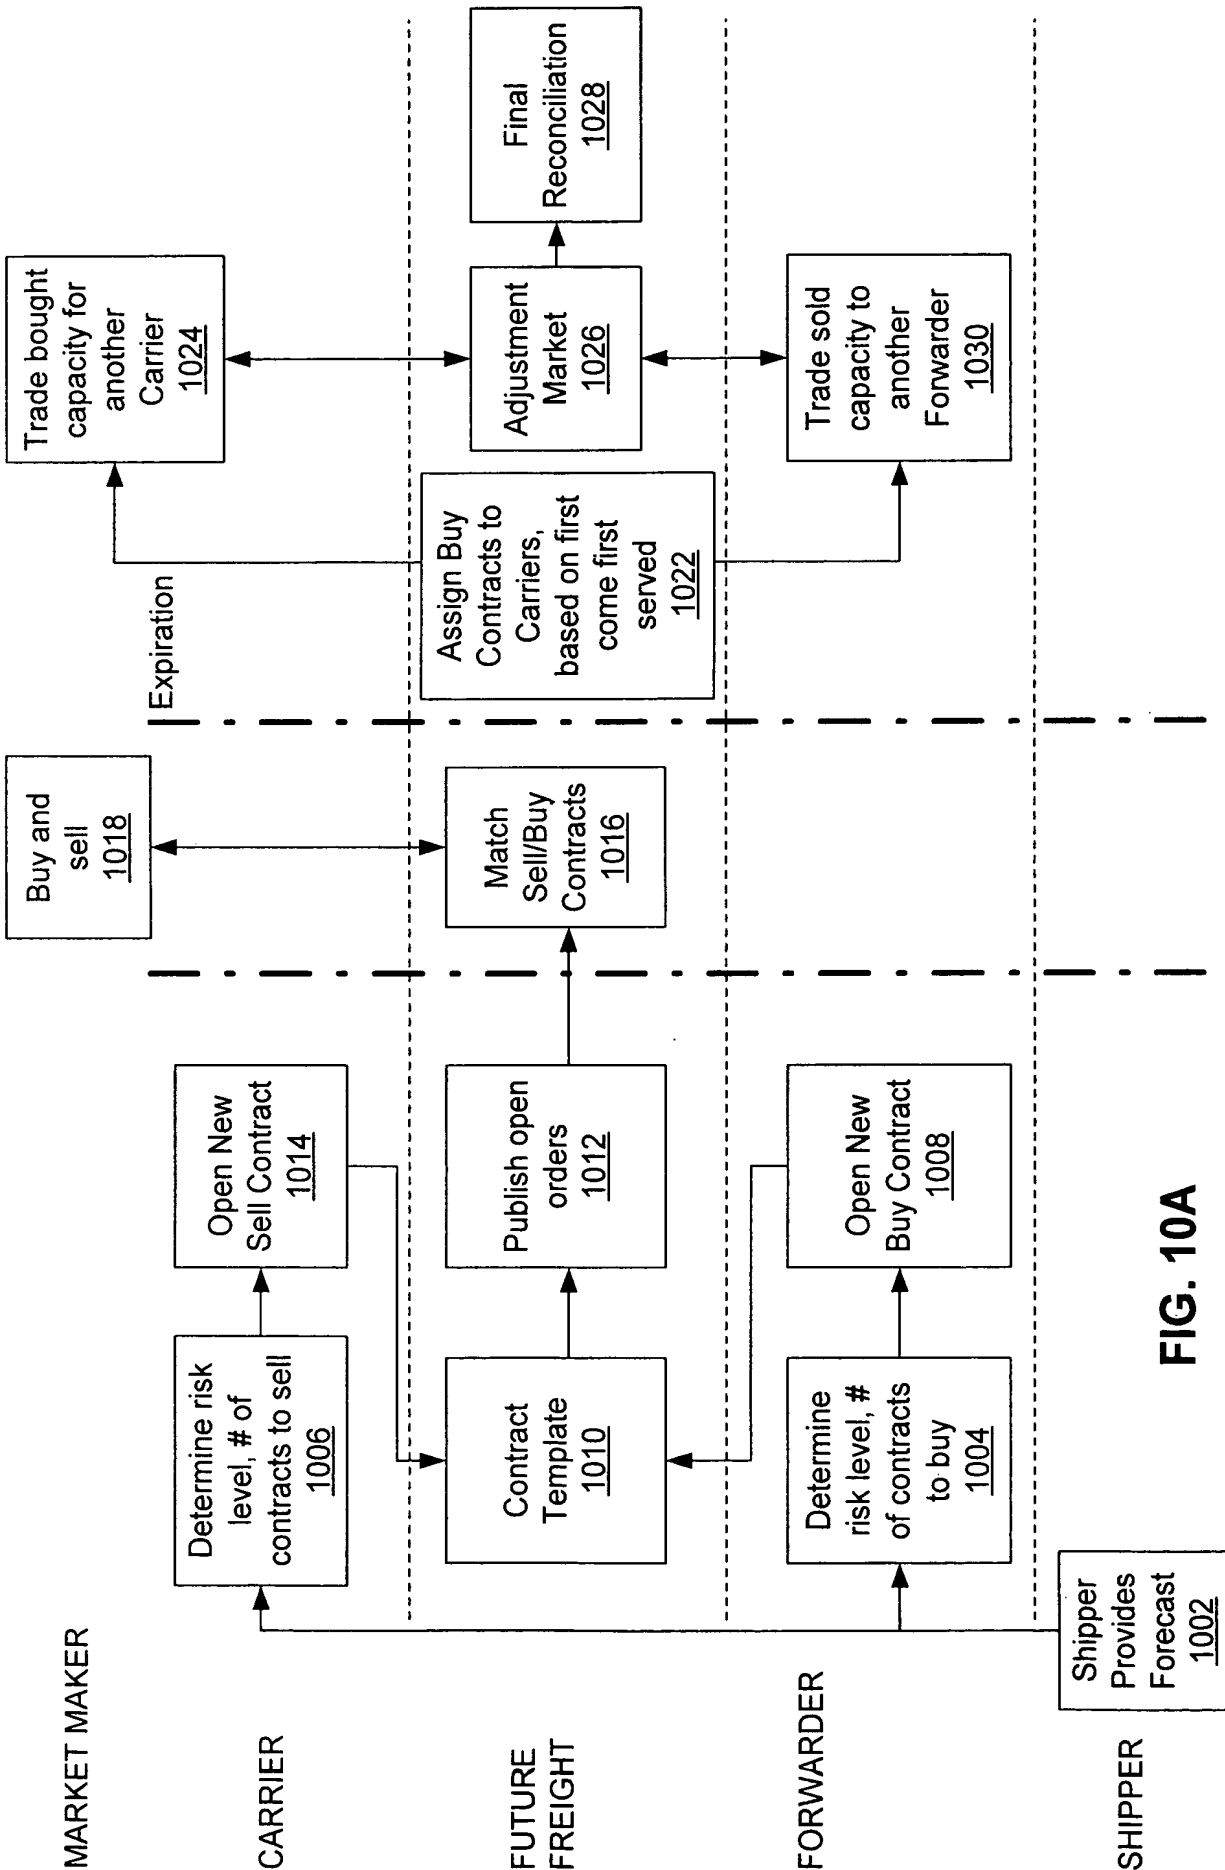 MARKET MAKER
Buy and
sell
1018
Trade bought
capacity for
another
Carrier
1024
Expiration
CARRIER
Determine risk
level, # of
contracts to sell
1006
Open New
Sell Contract
1014
FUTURE
FREIGHT
Contract
Template
1010
Publish open
orders
1012
Match
Sell/Buy
Contracts
1016
Assign Buy
Contracts to
Carriers,
based on first
come first
served
1022
Adjustment
Market
1026
Final
Reconciliation
1028
FORWARDER
Determine
risk level, #
of contracts
to buy
1004
Open New
Buy Contract
1008
Trade sold
capacity to
another
Forwarder
1030
SHIPPER
Shipper
Provides
Forecast
1002
FIG. 10A